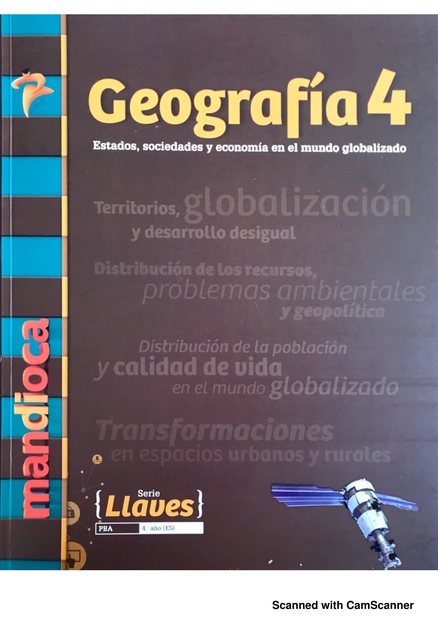 Geografía 4
Estados, sociedades y economía en el mundo globalizado
Territorios, globalización
y desarrollo desigual
Distribución de los recursos,
problemas ambientales
y geopolítica
Distribución de la población
y calidad de vida
en el mundo globalizado
Transformaciones
en espacios urbanos y rurales
mandioca
Serie
{Llaves}
PBA 4.° año (ES)
Scanned with CamScanner